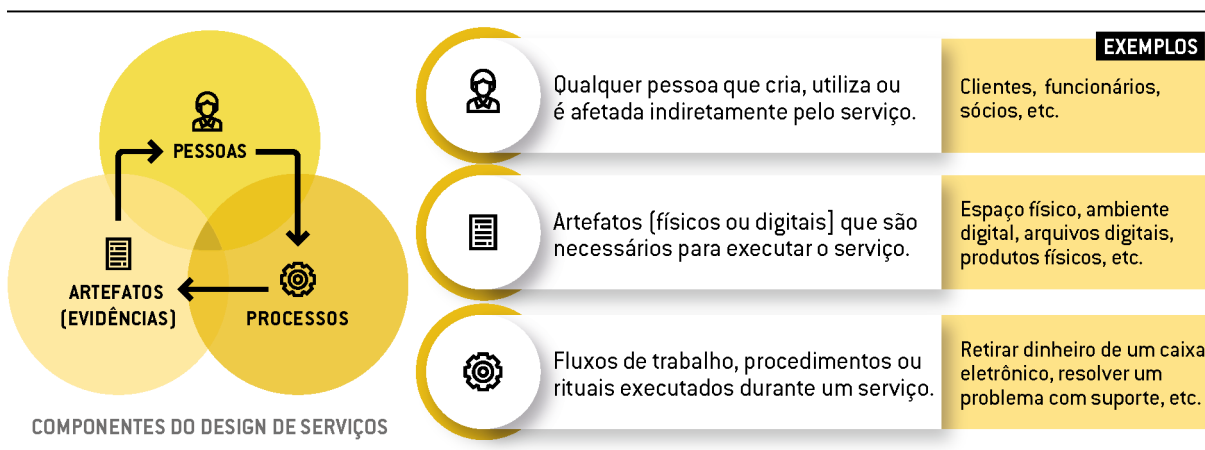 PESSOAS
ARTEFATOS
(EVIDÊNCIAS)
PROCESSOS
COMPONENTES DO DESIGN DE SERVIÇOS
EXEMPLOS
Qualquer pessoa que cria, utiliza ou
é afetada indiretamente pelo serviço.
Clientes, funcionários,
sócios, etc.
Artefatos (físicos ou digitais) que são
necessários para executar o serviço.
Espaço físico, ambiente
digital, arquivos digitais,
produtos físicos, etc.
Fluxos de trabalho, procedimentos ou
rituais executados durante um serviço.
Retirar dinheiro de um caixa
eletrônico, resolver um
problema com suporte, etc.